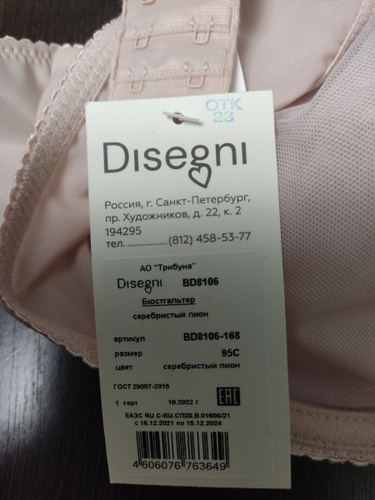 ОТК
23
Disegni
Россия, г. Санкт-Петербург,
пр. Художников, д. 22, к. 2
194295
тел. ................ (812) 458-53-77
АО "Трибуна"
Disegni BD8106
Бюстгальтер
серебристый пион
артикул BD8106-168
размер 95C
цвет серебристый пион
ГОСТ 29097-2015
1 сорт 10.2022 г. EAC
ЕАЭС RU C-RU.СП28.В.01606/21
с 16.12.2021 по 15.12.2024
4 606076 763649